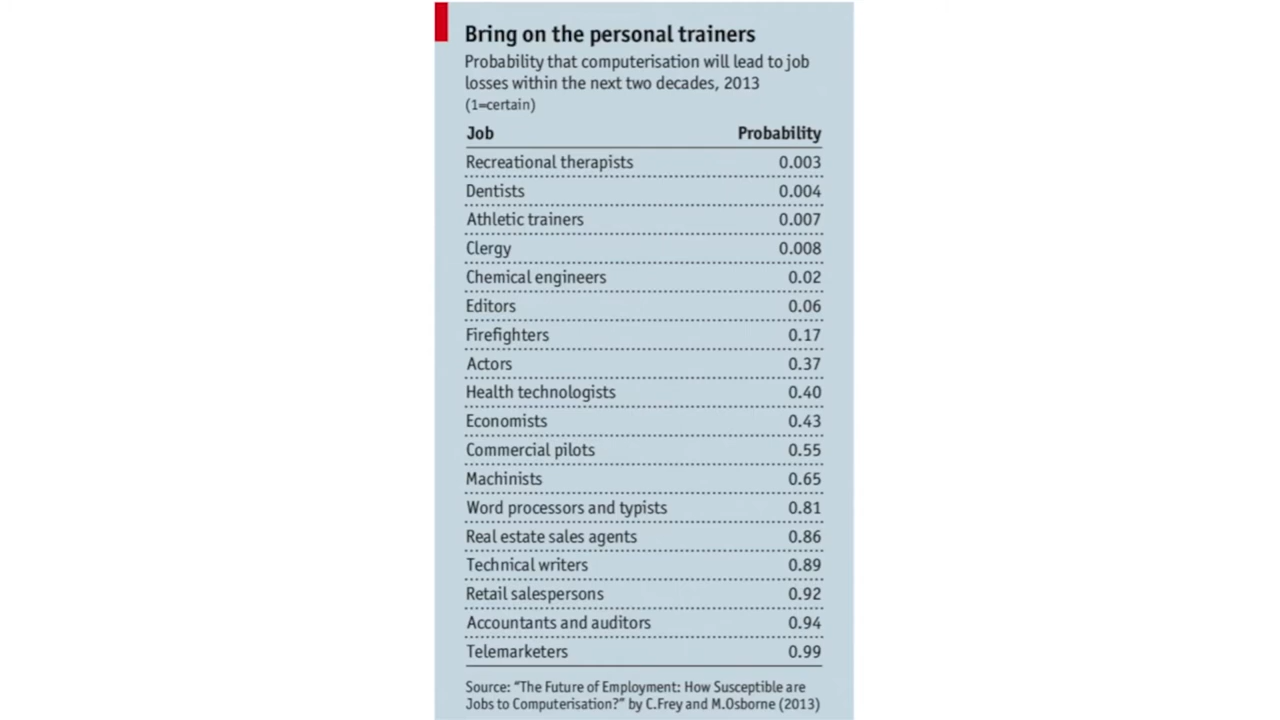 Bring on the personal trainers
Probability that computerisation will lead to job
losses within the next two decades, 2013
(1=certain)
Job Probability
Recreational therapists 0.003
Dentists 0.004
Athletic trainers 0.007
Clergy 0.008
Chemical engineers 0.02
Editors 0.06
Firefighters 0.17
Actors 0.37
Health technologists 0.40
Economists 0.43
Commercial pilots 0.55
Machinists 0.65
Word processors and typists 0.81
Real estate sales agents 0.86
Technical writers 0.89
Retail salespersons 0.92
Accountants and auditors 0.94
Telemarketers 0.99
Source: “The Future of Employment: How Susceptible are
Jobs to Computerisation?” by C.Frey and M.Osborne (2013)